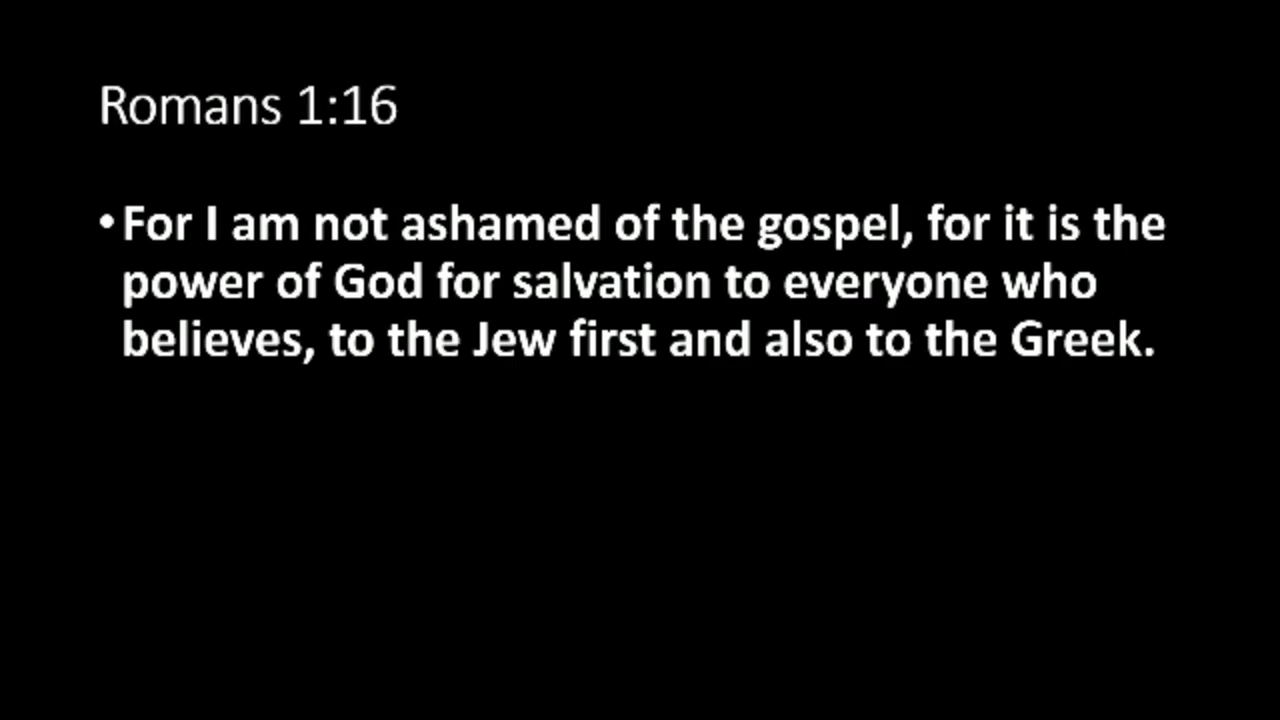 Romans 1:16
•For I am not ashamed of the gospel, for it is the
power of God for salvation to everyone who
believes, to the Jew first and also to the Greek.